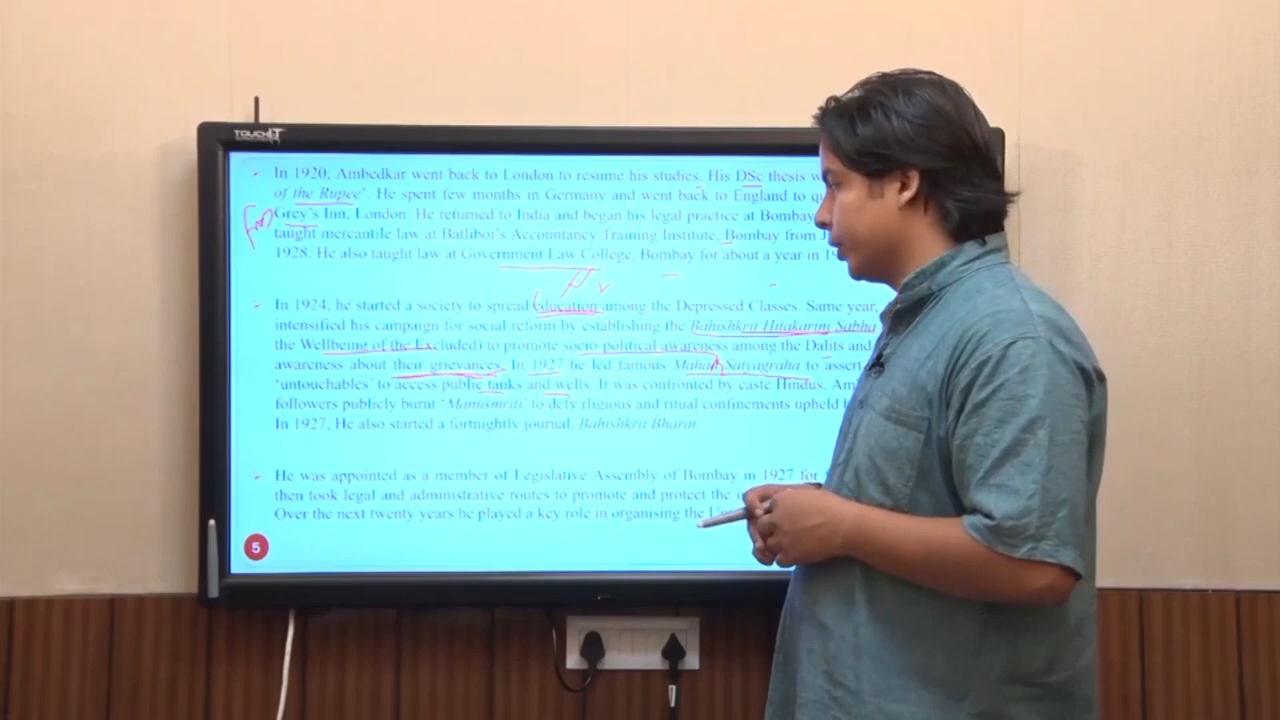 TOUCHIT
In 1920, Ambedkar went back to London to resume his studies. His DSc thesis
of the Rupee'. He spent few months in Germany and went back to England to
Grey's Inn, London. He returned to India and began his legal practice at Bombay
taught mercantile law at Batliboi's Accountancy Training Institute, Bombay from
1928. He also taught law at Government Law College, Bombay for about a year in
In 1924, he started a society to spread education among the Depressed Classes. Same year,
intensified his campaign for social reform by establishing the Bahishkrit Hitakarini Sabha
the Wellbeing of the Excluded) to promote socio-political awareness among the Dalits and
awareness about their grievances. In 1927 he led famous Mahad Satyagraha to assert
'untouchables' to access public tanks and wells. It was confronted by caste Hindus.
followers publicly burnt 'Manusmriti' to defy rligious and ritual confinements upheld
In 1927, He also started a fortnightly journal, Bahishkrit Bharat.
He was appointed as a member of Legislative Assembly of Bombay in 1927 for
then took legal and administrative routes to promote and protect the
Over the next twenty years he played a key role in organising the
5